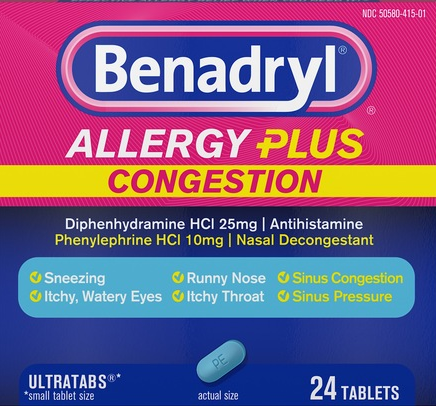 NDC 50580-415-01
Benadryl®
®
ALLERGY PLUS
CONGESTION
Diphenhydramine HCl 25mg | Antihistamine
Phenylephrine HCl 10mg | Nasal Decongestant
Sneezing Runny Nose Sinus Congestion
Itchy, Watery Eyes Itchy Throat Sinus Pressure
PE
ULTRATABS®*
*small tablet size
actual size
24 TABLETS